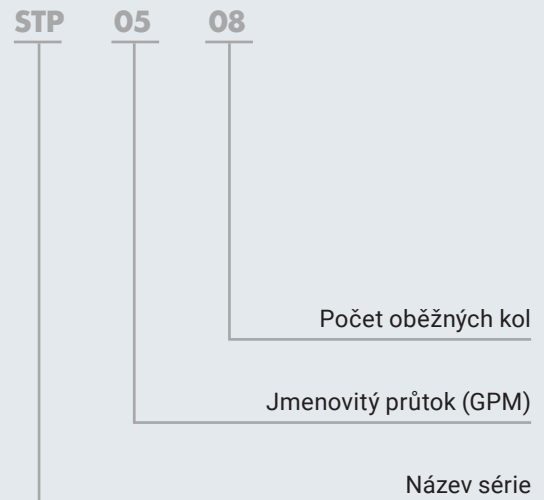 STP 05 08
Počet oběžných kol
Jmenovitý průtok (GPM)
Název série